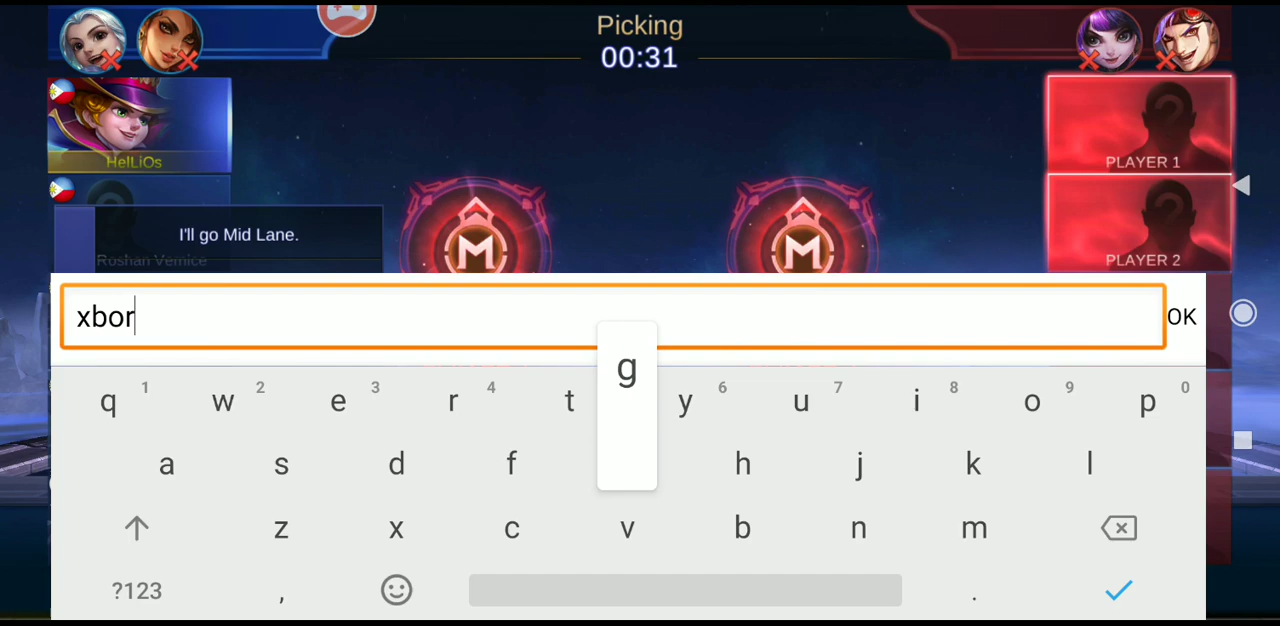 Picking
00:31
HelLiOs
PLAYER 1
I'll go Mid Lane.
Roshan Vernice
M
M
PLAYER 2
xbor
OK
g
q 1 w 2 e 3 r 4 t y 6 u 7 i 8 o 9 p 0
a s d f h j k l
z x c v b n m
?123 , .